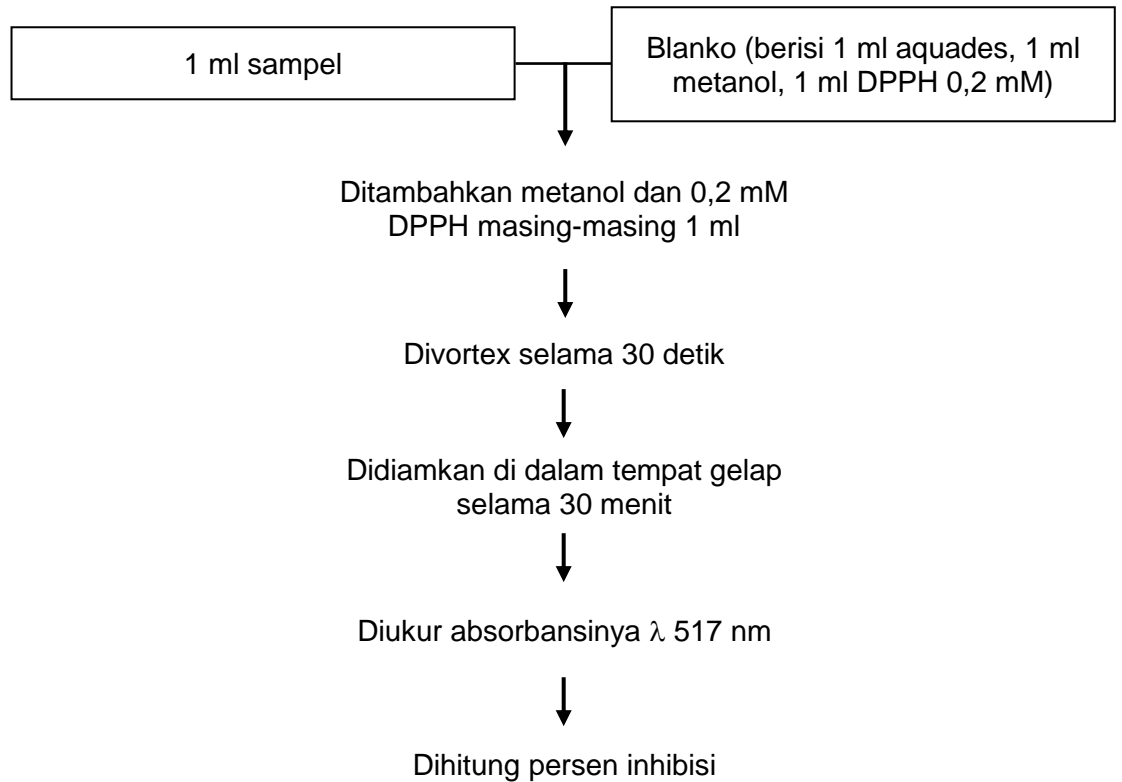 1 ml sampel
Blanko (berisi 1 ml aquades, 1 ml
metanol, 1 ml DPPH 0,2 mM)
Ditambahkan metanol dan 0,2 mM
DPPH masing-masing 1 ml
Divortex selama 30 detik
Didiamkan di dalam tempat gelap
selama 30 menit
Diukur absorbansinya λ 517 nm
Dihitung persen inhibisi